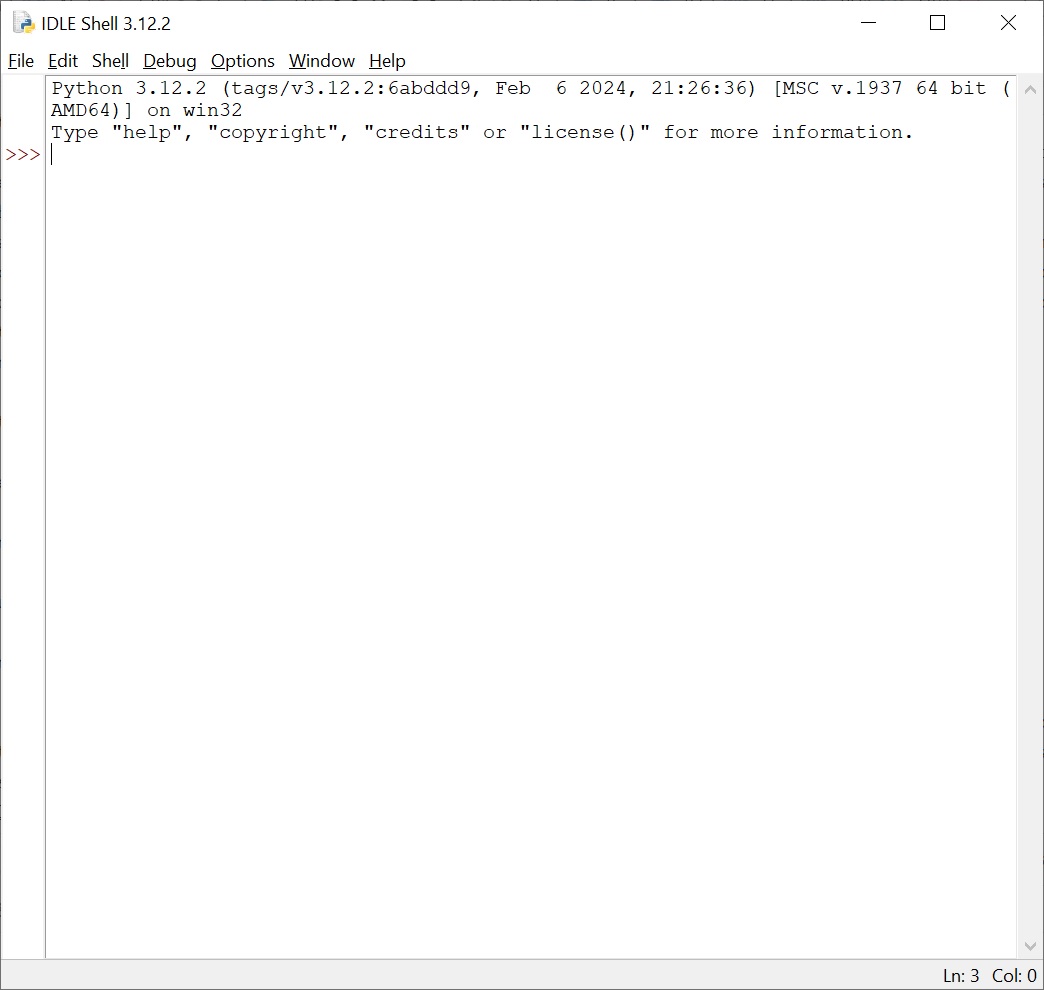 IDLE Shell 3.12.2
File Edit Shell Debug Options Window Help
Python 3.12.2 (tags/v3.12.2:6abddd9, Feb  6 2024, 21:26:36) [MSC v.1937 64 bit (
AMD64)] on win32
Type "help", "copyright", "credits" or "license()" for more information.
>>>
Ln: 3 Col: 0